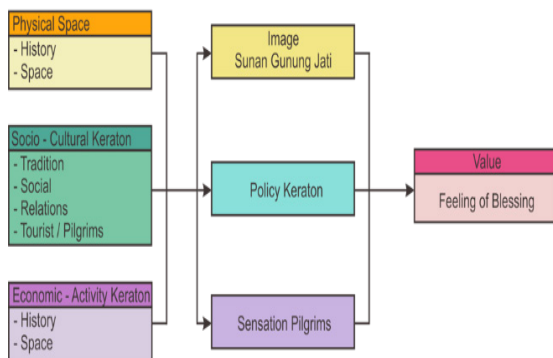 Physical Space
- History
- Space
Socio - Cultural Keraton
- Tradition
- Social
- Relations
- Tourist / Pilgrims
Economic - Activity Keraton
- History
- Space
Image
Sunan Gunung Jati
Policy Keraton
Sensation Pilgrims
Value
Feeling of Blessing